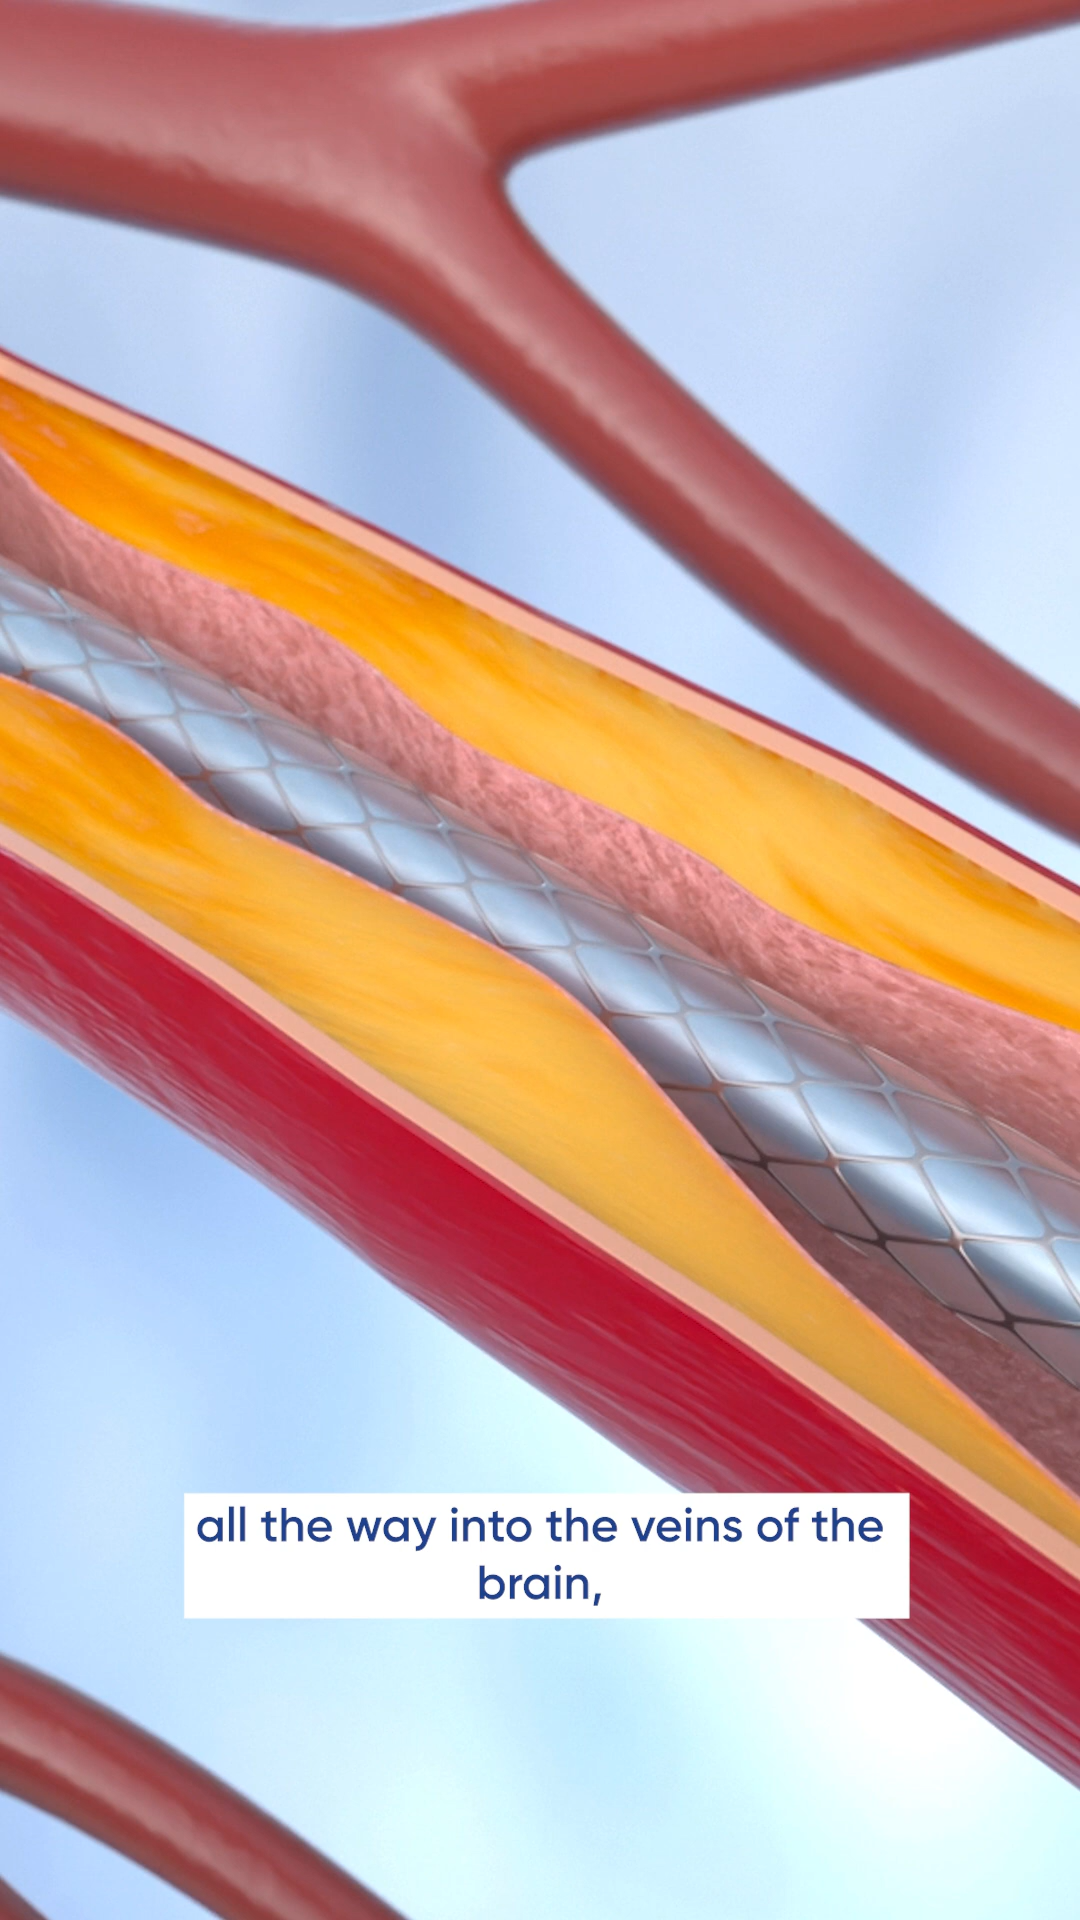 all the way into the veins of the
brain,